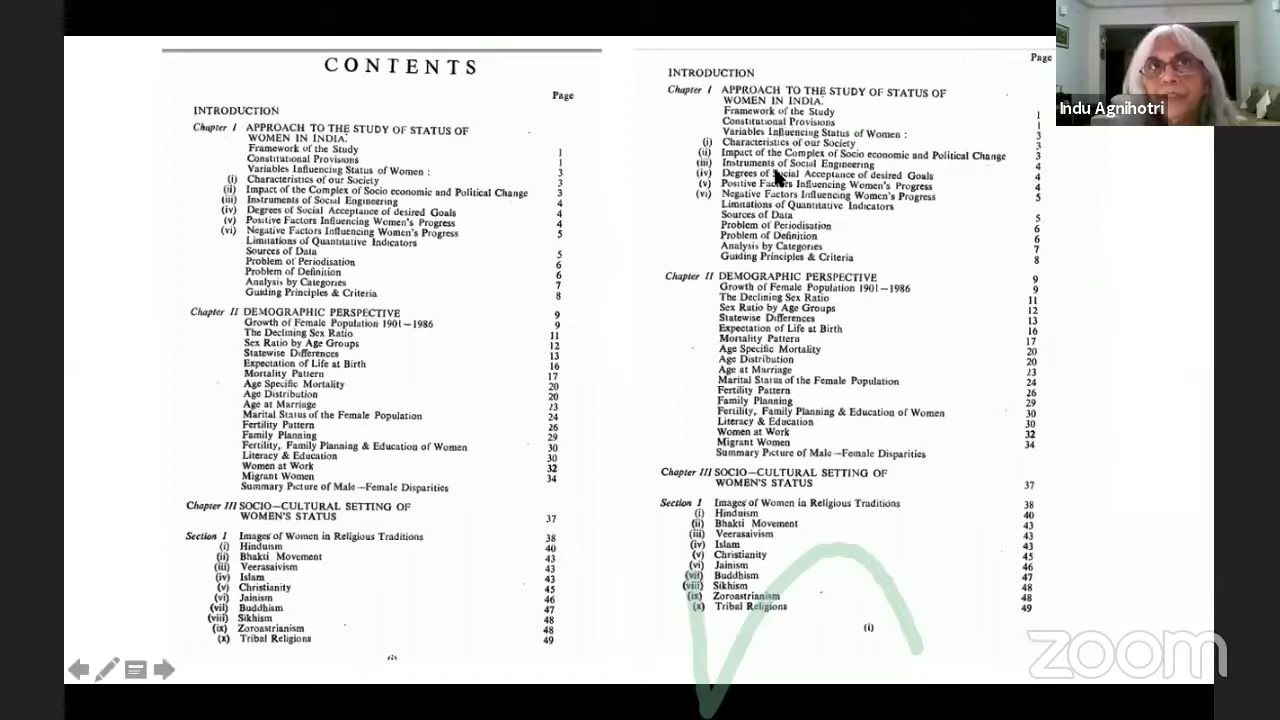 CONTENTS
Page
INTRODUCTION
Chapter I APPROACH TO THE STUDY OF STATUS OF
WOMEN IN INDIA.
Framework of the Study 1
Constitutional Provisions 1
Variables Influencing Status of Women : 3
(i) Characteristics of our Society 3
(ii) Impact of the Complex of Socio economic and Political Change 3
(iii) Instruments of Social Engineering 4
(iv) Degrees of Social Acceptance of desired Goals 4
(v) Positive Factors Influencing Women's Progress 4
(vi) Negative Factors Influencing Women's Progress 5
Limitations of Quantitative Indicators
Sources of Data 5
Problem of Periodisation 6
Problem of Definition 6
Analysis by Categories 7
Guiding Principles & Criteria 8
Chapter II DEMOGRAPHIC PERSPECTIVE 9
Growth of Female Population 1901—1986 9
The Declining Sex Ratio 11
Sex Ratio by Age Groups 12
Statewise Differences 13
Expectation of Life at Birth 16
Mortality Pattern 17
Age Specific Mortality 20
Age Distribution 20
Age at Marriage 23
Marital Status of the Female Population 24
Fertility Pattern 26
Family Planning 29
Fertility, Family Planning & Education of Women 30
Literacy & Education 30
Women at Work 32
Migrant Women 34
Summary Picture of Male—Female Disparities
Chapter III SOCIO—CULTURAL SETTING OF
WOMEN'S STATUS 37
Section I Images of Women in Religious Traditions 38
(i) Hinduism 40
(ii) Bhakti Movement 43
(iii) Veerasaivism 43
(iv) Islam 43
(v) Christianity 45
(vi) Jainism 46
(vii) Buddhism 47
(viii) Sikhism 48
(ix) Zoroastrianism 48
(x) Tribal Religions 49
(i)
Page
INTRODUCTION
Chapter I APPROACH TO THE STUDY OF STATUS OF
WOMEN IN INDIA.
Framework of the Study 1
Constitutional Provisions 1
Variables Influencing Status of Women : 3
(i) Characteristics of our Society 3
(ii) Impact of the Complex of Socio economic and Political Change 3
(iii) Instruments of Social Engineering 4
(iv) Degrees of Social Acceptance of desired Goals 4
(v) Positive Factors Influencing Women's Progress 4
(vi) Negative Factors Influencing Women's Progress 5
Limitations of Quantitative Indicators
Sources of Data 5
Problem of Periodisation 6
Problem of Definition 6
Analysis by Categories 7
Guiding Principles & Criteria 8
Chapter II DEMOGRAPHIC PERSPECTIVE 9
Growth of Female Population 1901—1986 9
The Declining Sex Ratio 11
Sex Ratio by Age Groups 12
Statewise Differences 13
Expectation of Life at Birth 16
Mortality Pattern 17
Age Specific Mortality 20
Age Distribution 20
Age at Marriage 23
Marital Status of the Female Population 24
Fertility Pattern 26
Family Planning 29
Fertility, Family Planning & Education of Women 30
Literacy & Education 30
Women at Work 32
Migrant Women 34
Summary Picture of Male—Female Disparities
Chapter III SOCIO—CULTURAL SETTING OF
WOMEN'S STATUS 37
Section I Images of Women in Religious Traditions 38
(i) Hinduism 40
(ii) Bhakti Movement 43
(iii) Veerasaivism 43
(iv) Islam 43
(v) Christianity 45
(vi) Jainism 46
(vii) Buddhism 47
(viii) Sikhism 48
(ix) Zoroastrianism 48
(x) Tribal Religions 49
(i)
Indu Agnihotri
zoom